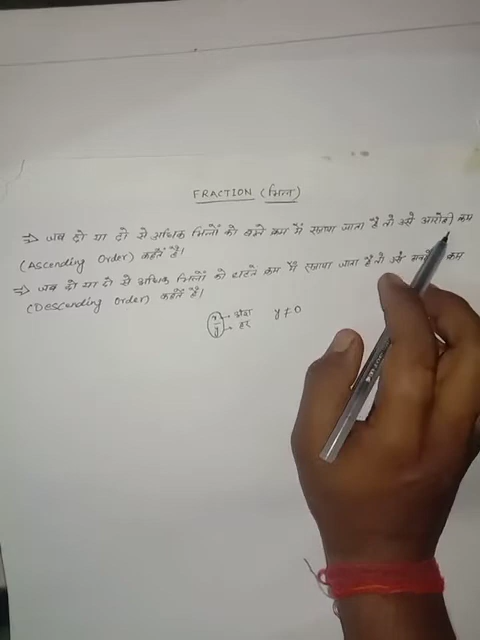 FRACTION (भिन्न)
⇒ जब दो या दो से अधिक भिन्नों को बढ़ते क्रम में रखा जाता है तो उसे आरोही क्रम
(Ascending Order) कहते हैं।
⇒ जब दो या दो से अधिक भिन्नों को घटते क्रम में रखा जाता है तो उसे क्रम
(Descending Order) कहते हैं।
x → अंश y ≠ 0
y → हर